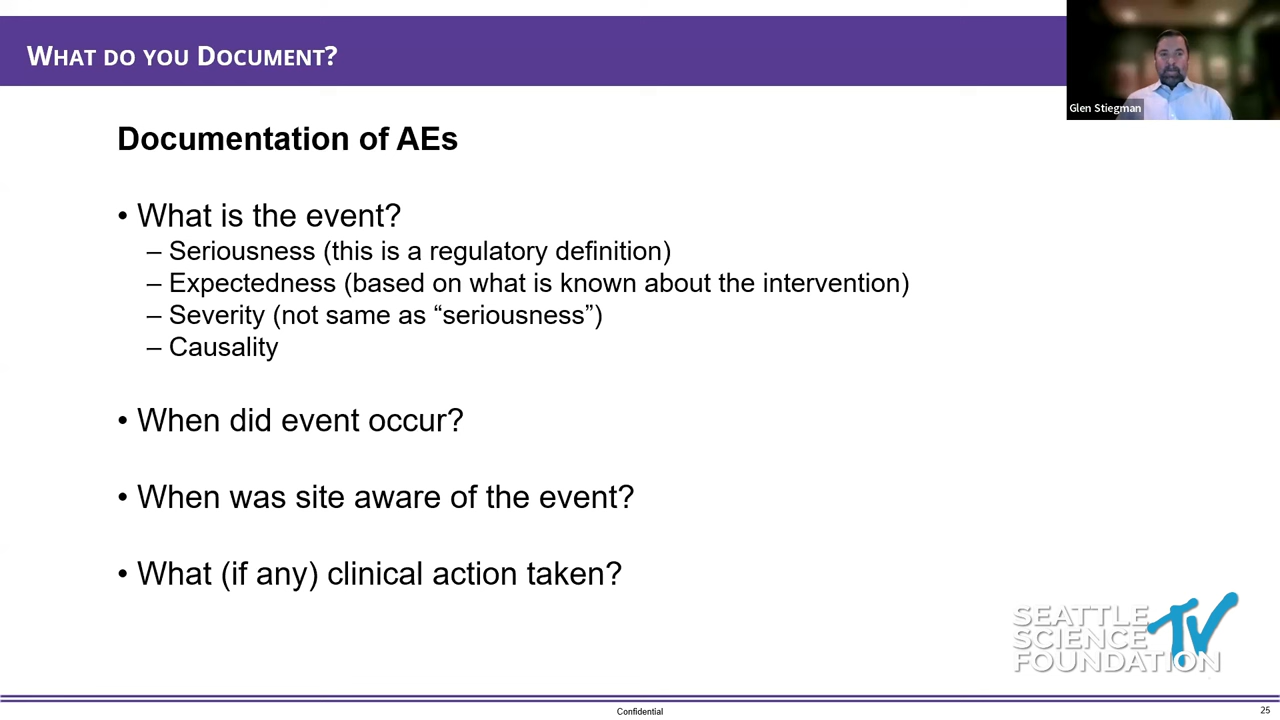 WHAT DO YOU DOCUMENT?
Glen Stiegman
Documentation of AEs
• What is the event?
– Seriousness (this is a regulatory definition)
– Expectedness (based on what is known about the intervention)
– Severity (not same as “seriousness”)
– Causality
• When did event occur?
• When was site aware of the event?
• What (if any) clinical action taken?
SEATTLE
SCIENCE
FOUNDATION
TV
Confidential
25